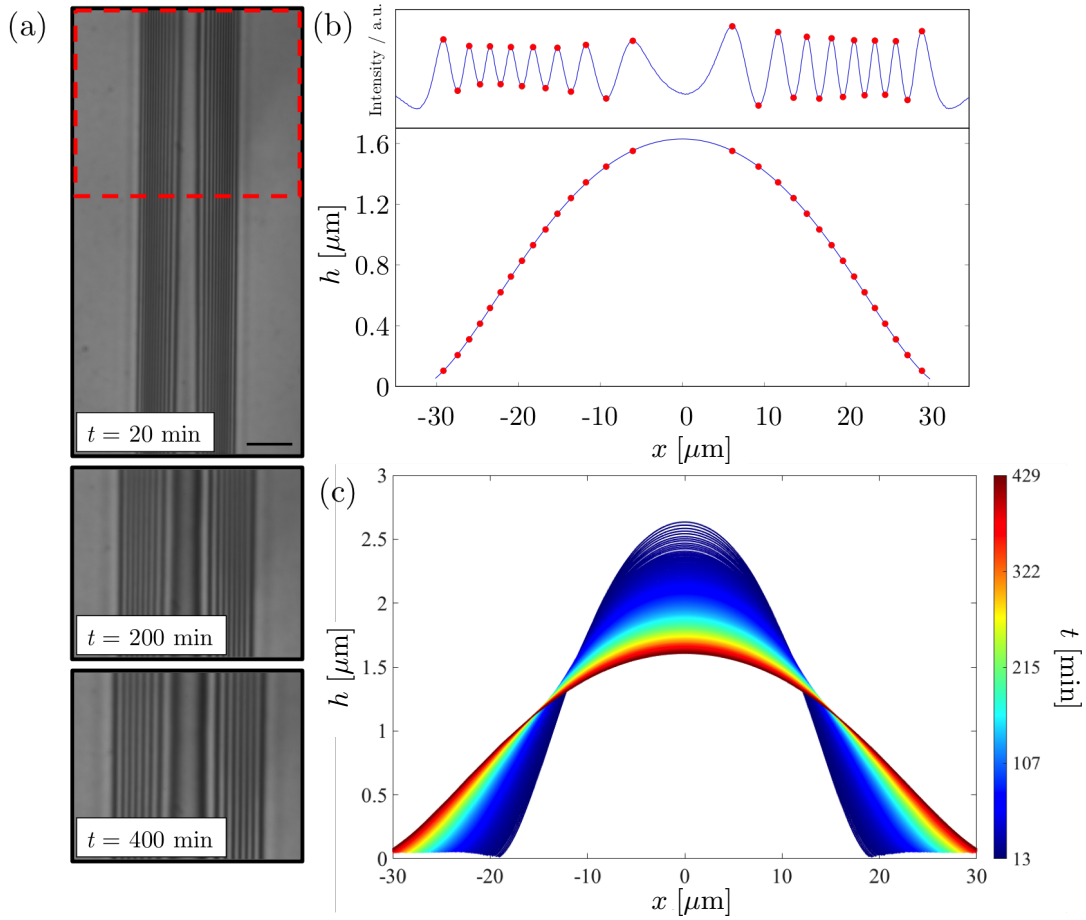 (a)
t = 20 min
t = 200 min
t = 400 min
(b)
Intensity / a.u.
1.6
1.2
0.8
0.4
0
h [μm]
-30 -20 -10 0 10 20 30
x [μm]
(c)
3
2.5
2
1.5
1
0.5
0
h [μm]
-30 -20 -10 0 10 20 30
x [μm]
429
322
215
107
13
t [min]